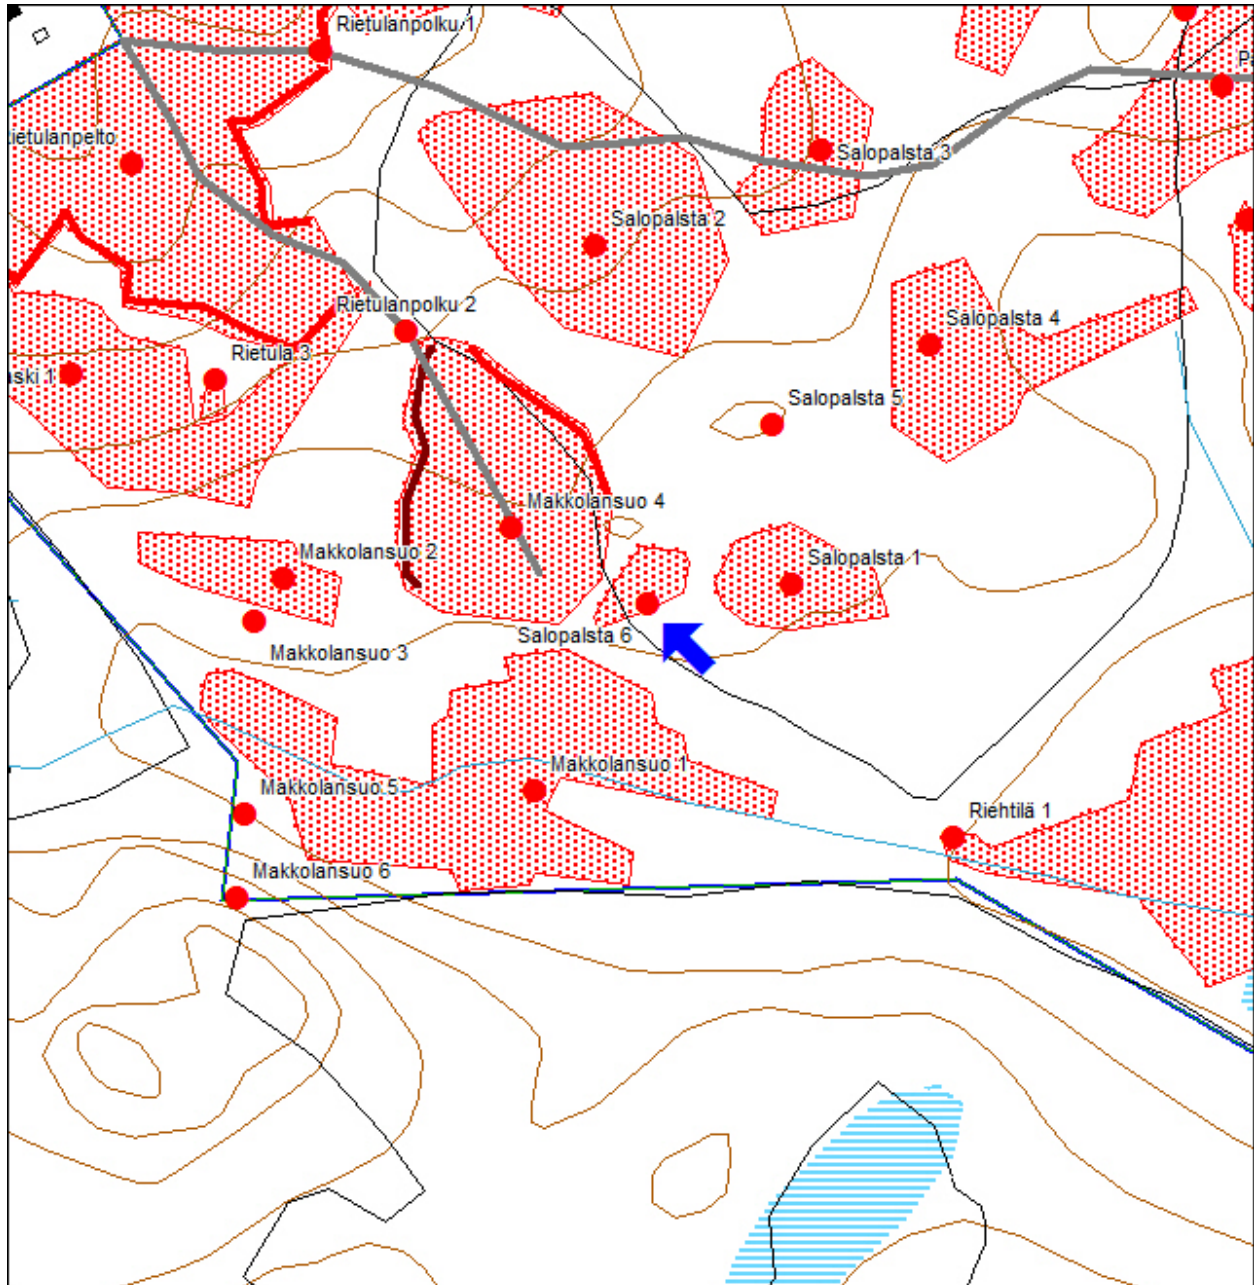 Rietulanpolku 1
Pa
ietulanpelto
Salopalsta 3
Salopalsta 2
Rietulanpolku 2
Salopalsta 4
Rietula 3
aski 1
Salopalsta 5
Makkolansuo 4
Makkolansuo 2
Salopalsta 1
Salopalsta 6
Makkolansuo 3
Makkolansuo 1
Makkolansuo 5
Riehtilä 1
Makkolansuo 6